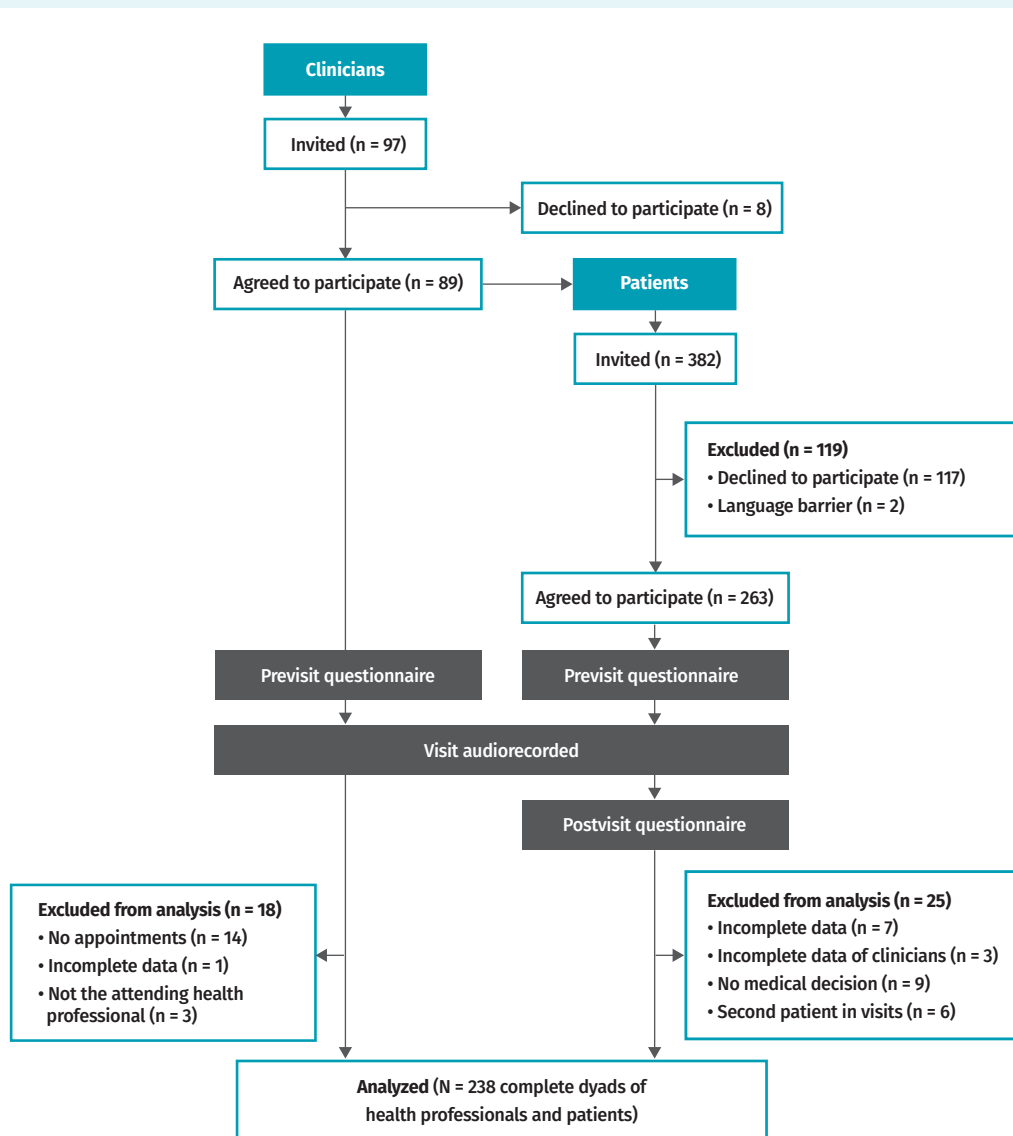 Clinicians
Invited (n = 97)
Declined to participate (n = 8)
Agreed to participate (n = 89)
Patients
Invited (n = 382)
Excluded (n = 119)
• Declined to participate (n = 117)
• Language barrier (n = 2)
Agreed to participate (n = 263)
Previsit questionnaire
Previsit questionnaire
Visit audiorecorded
Postvisit questionnaire
Excluded from analysis (n = 18)
• No appointments (n = 14)
• Incomplete data (n = 1)
• Not the attending health
professional (n = 3)
Excluded from analysis (n = 25)
• Incomplete data (n = 7)
• Incomplete data of clinicians (n = 3)
• No medical decision (n = 9)
• Second patient in visits (n = 6)
Analyzed (N = 238 complete dyads of
health professionals and patients)